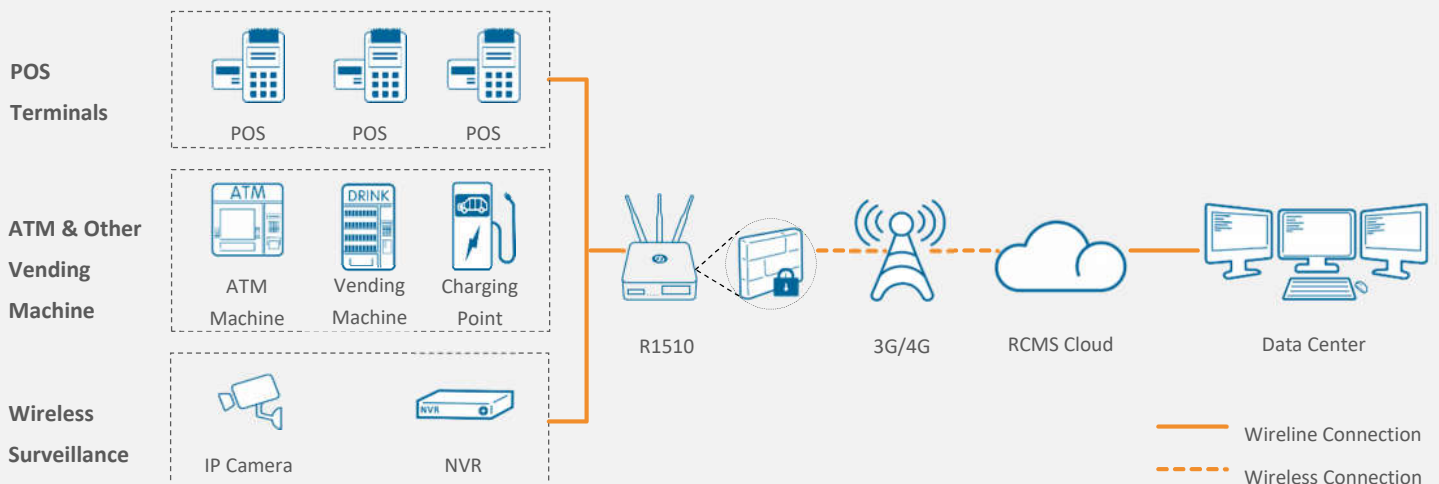 POS
Terminals
POS
POS
POS
ATM & Other
Vending
Machine
ATM
DRINK
ATM
Machine
Vending
Machine
Charging
Point
Wireless
Surveillance
NVR
IP Camera
NVR
R1510
3G/4G
RCMS Cloud
Data Center
Wireline Connection
Wireless Connection